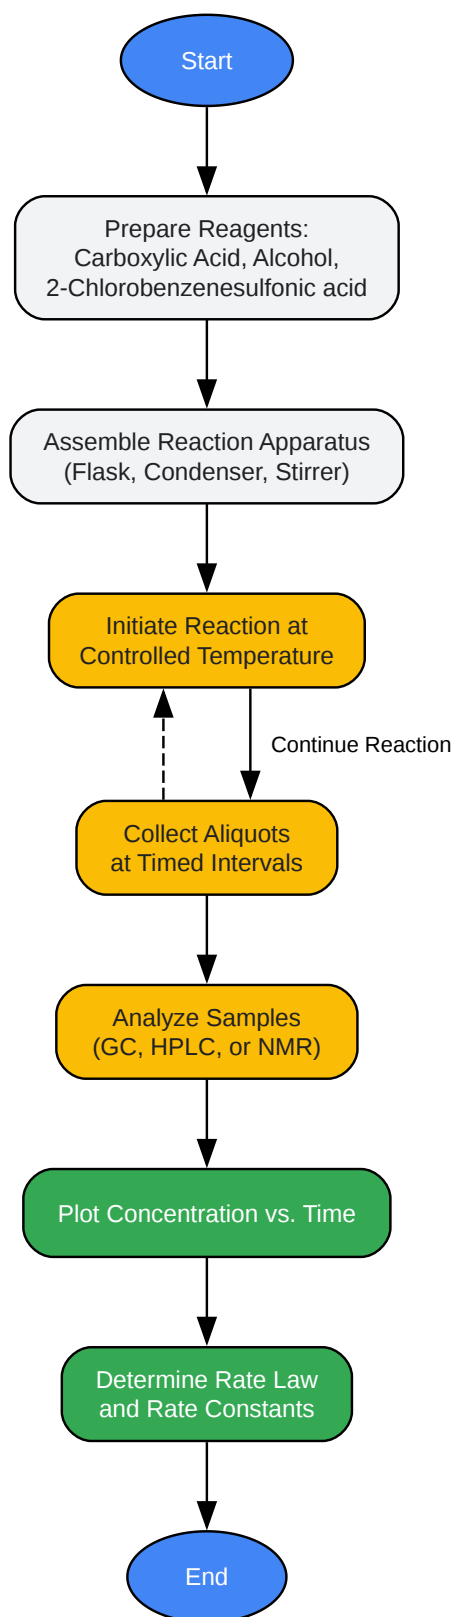 Start
Prepare Reagents:
Carboxylic Acid, Alcohol,
2-Chlorobenzenesulfonic acid
Assemble Reaction Apparatus
(Flask, Condenser, Stirrer)
Initiate Reaction at
Controlled Temperature
Continue Reaction
Collect Aliquots
at Timed Intervals
Analyze Samples
(GC, HPLC, or NMR)
Plot Concentration vs. Time
Determine Rate Law
and Rate Constants
End